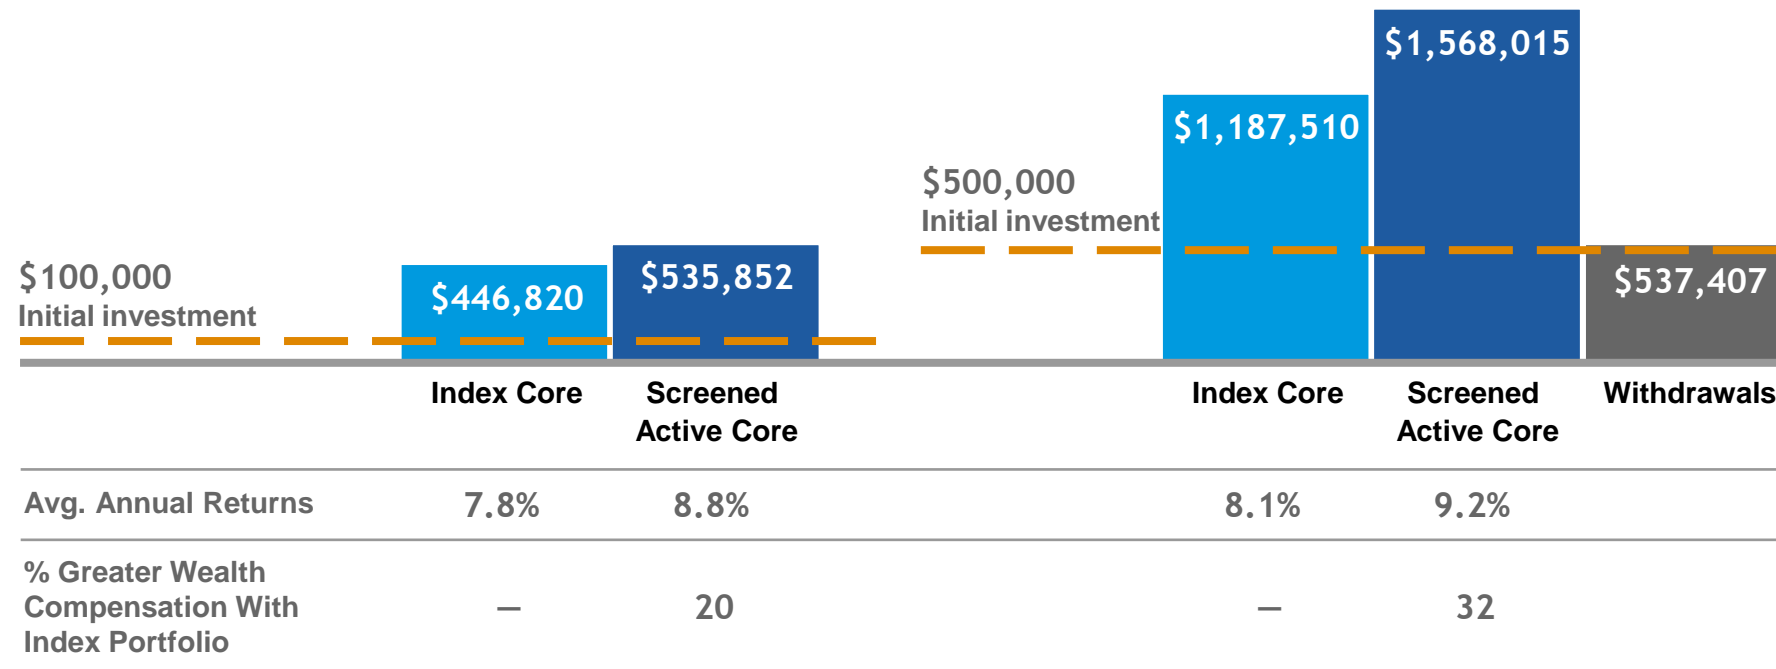 $1,568,015
$1,187,510
$500,000
Initial investment
$100,000
Initial investment
$446,820
$535,852
$537,407
Index Core
Screened
Active Core
Index Core
Screened
Active Core
Withdrawals
Avg. Annual Returns 7.8% 8.8% 8.1% 9.2%
% Greater Wealth
Compensation With
Index Portfolio
– 20 – 32